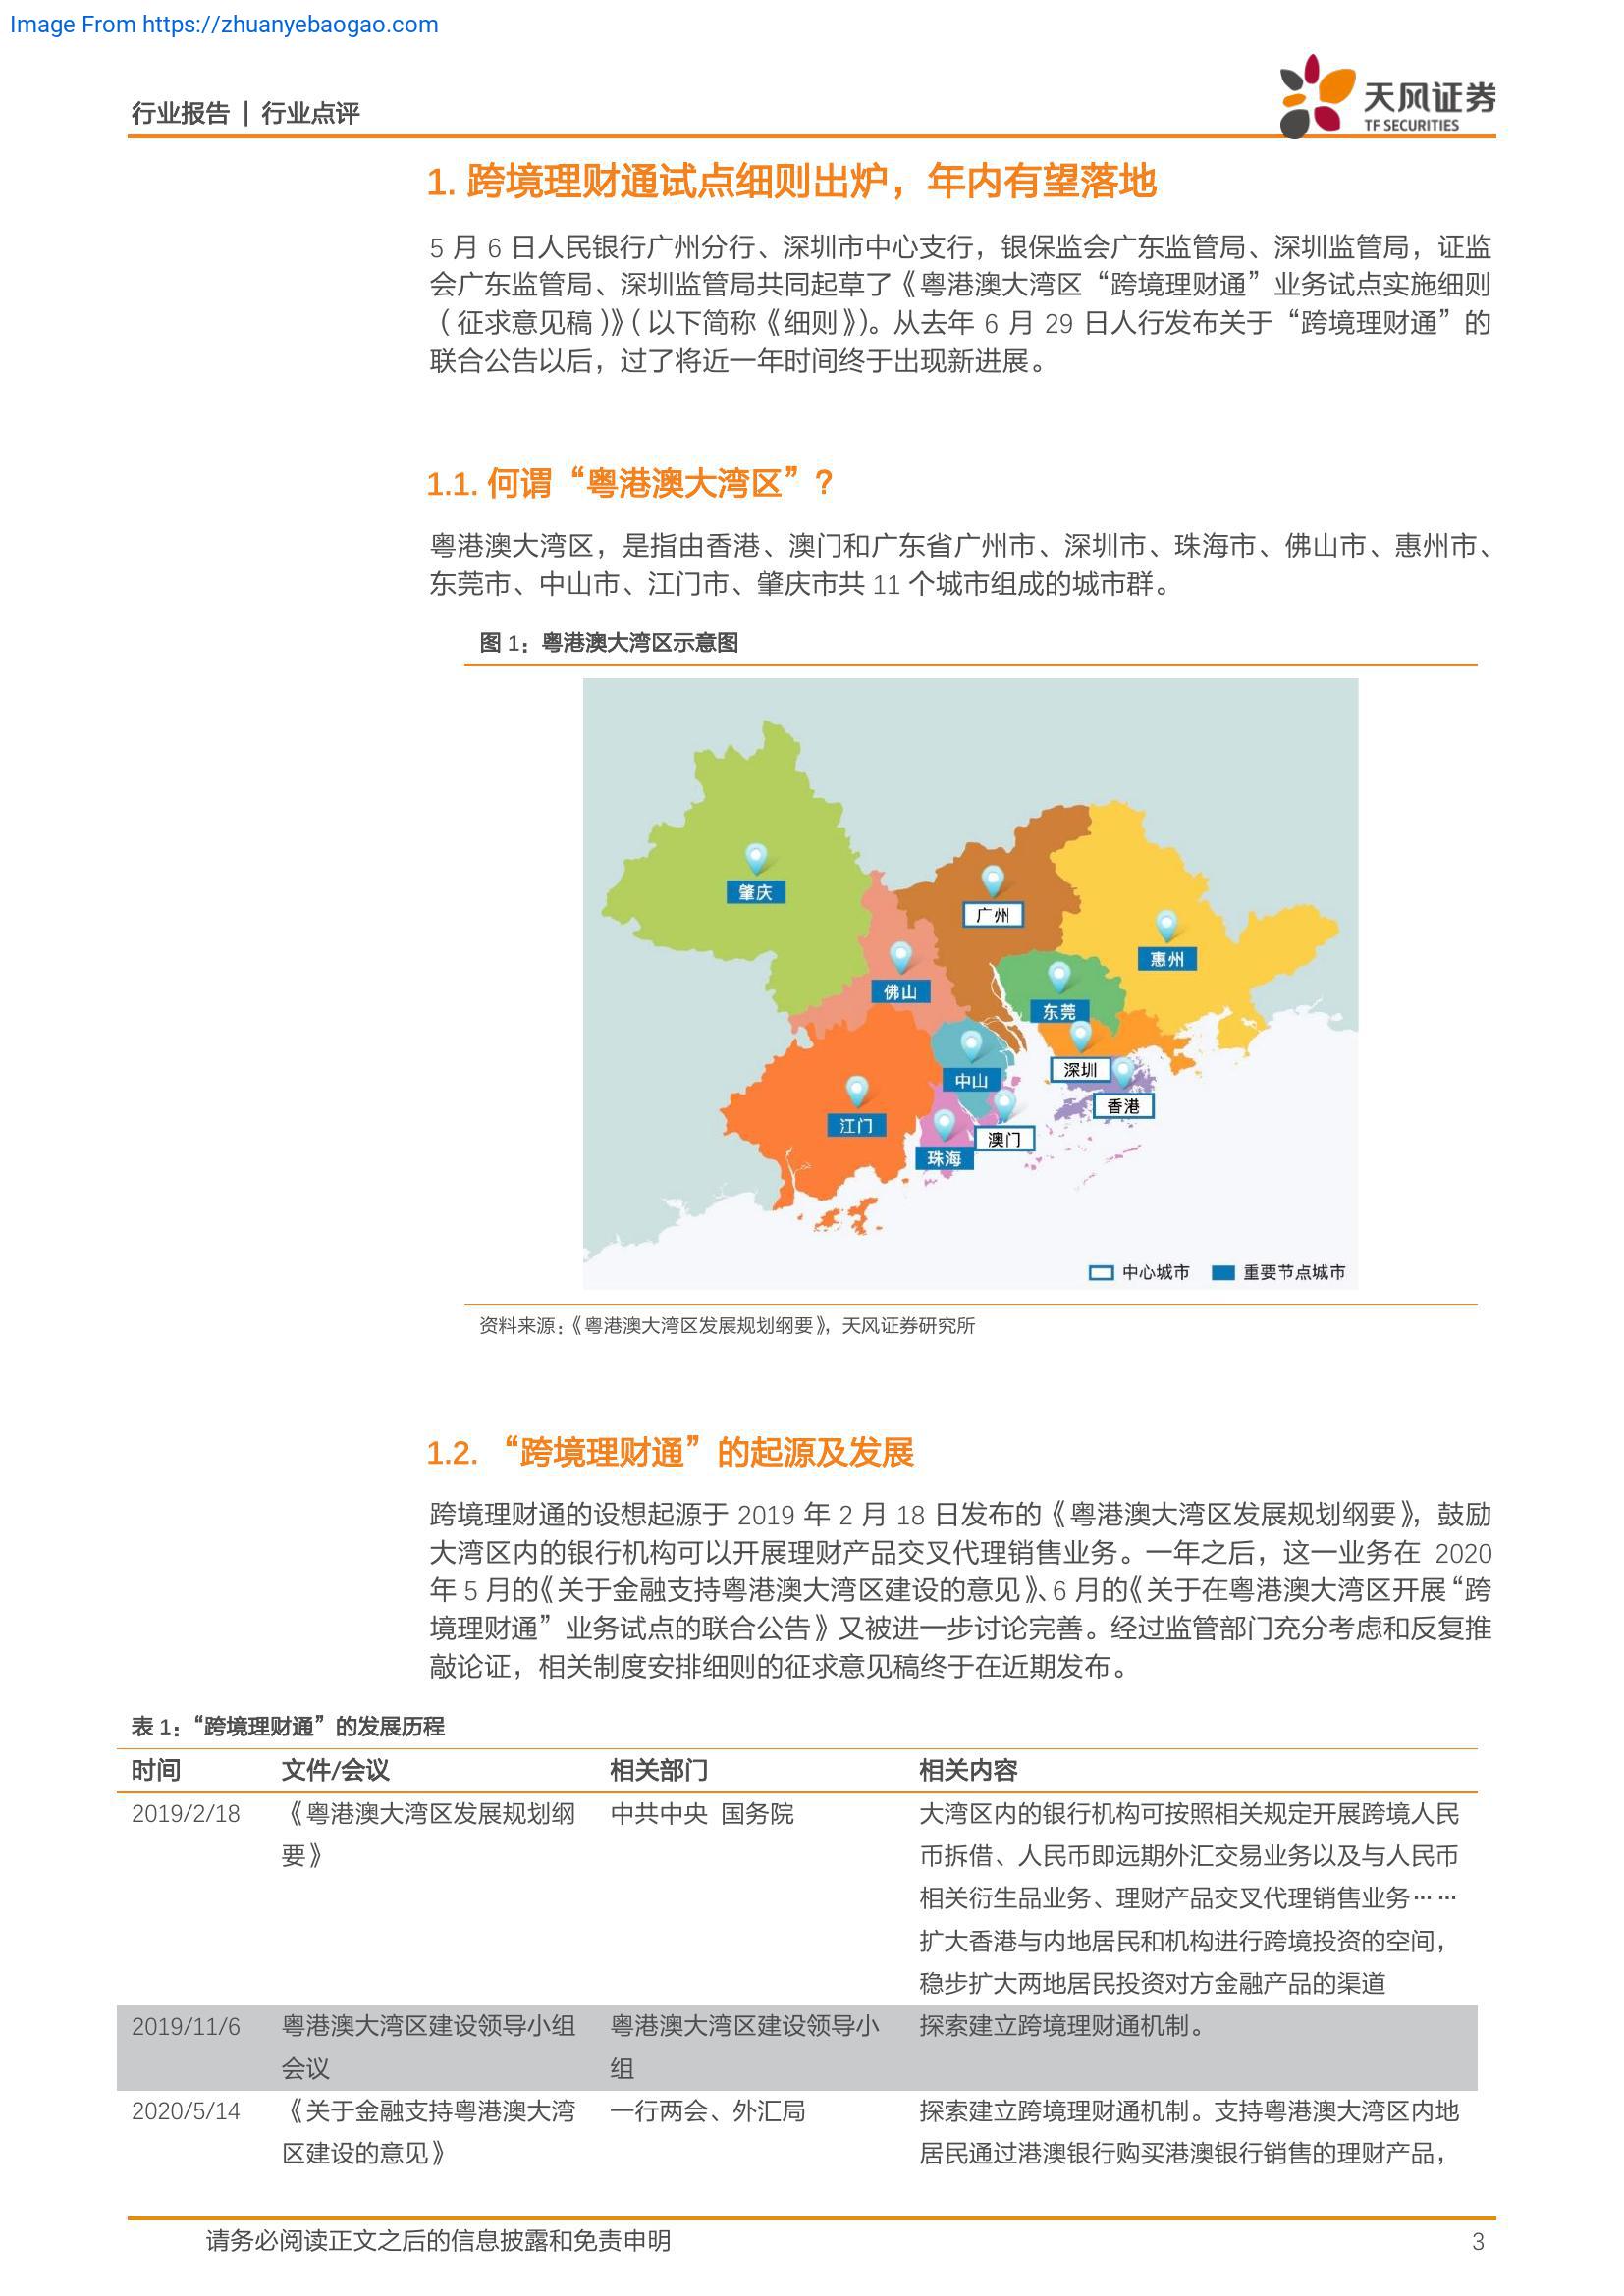 Image From https://zhuanyebaogao.com
行业报告 | 行业点评
天风证券
TF SECURITIES
1. 跨境理财通试点细则出炉，年内有望落地
5 月 6 日人民银行广州分行、深圳市中心支行，银保监会广东监管局、深圳监管局，证监
会广东监管局、深圳监管局共同起草了《粤港澳大湾区“跨境理财通”业务试点实施细则
（征求意见稿）》（以下简称《细则》）。从去年 6 月 29 日人行发布关于“跨境理财通”的
联合公告以后，过了将近一年时间终于出现新进展。
1.1. 何谓“粤港澳大湾区”？
粤港澳大湾区，是指由香港、澳门和广东省广州市、深圳市、珠海市、佛山市、惠州市、
东莞市、中山市、江门市、肇庆市共 11 个城市组成的城市群。
图 1：粤港澳大湾区示意图
肇庆
广州
惠州
佛山
东莞
深圳
中山
香港
江门
澳门
珠海
中心城市 重要节点城市
资料来源：《粤港澳大湾区发展规划纲要》，天风证券研究所
1.2. “跨境理财通”的起源及发展
跨境理财通的设想起源于 2019 年 2 月 18 日发布的《粤港澳大湾区发展规划纲要》，鼓励
大湾区内的银行机构可以开展理财产品交叉代理销售业务。一年之后，这一业务在 2020
年 5 月的《关于金融支持粤港澳大湾区建设的意见》、6 月的《关于在粤港澳大湾区开展“跨
境理财通”业务试点的联合公告》又被进一步讨论完善。经过监管部门充分考虑和反复推
敲论证，相关制度安排细则的征求意见稿终于在近期发布。
表 1：“跨境理财通”的发展历程
时间 文件/会议 相关部门 相关内容
2019/2/18 《粤港澳大湾区发展规划纲 中共中央 国务院 大湾区内的银行机构可按照相关规定开展跨境人民
要》 币拆借、人民币即远期外汇交易业务以及与人民币
相关衍生品业务、理财产品交叉代理销售业务……
扩大香港与内地居民和机构进行跨境投资的空间，
稳步扩大两地居民投资对方金融产品的渠道
2019/11/6 粤港澳大湾区建设领导小组 粤港澳大湾区建设领导小 探索建立跨境理财通机制。
会议 组
2020/5/14 《关于金融支持粤港澳大湾 一行两会、外汇局 探索建立跨境理财通机制。支持粤港澳大湾区内地
区建设的意见》 居民通过港澳银行购买港澳银行销售的理财产品，
请务必阅读正文之后的信息披露和免责申明 3